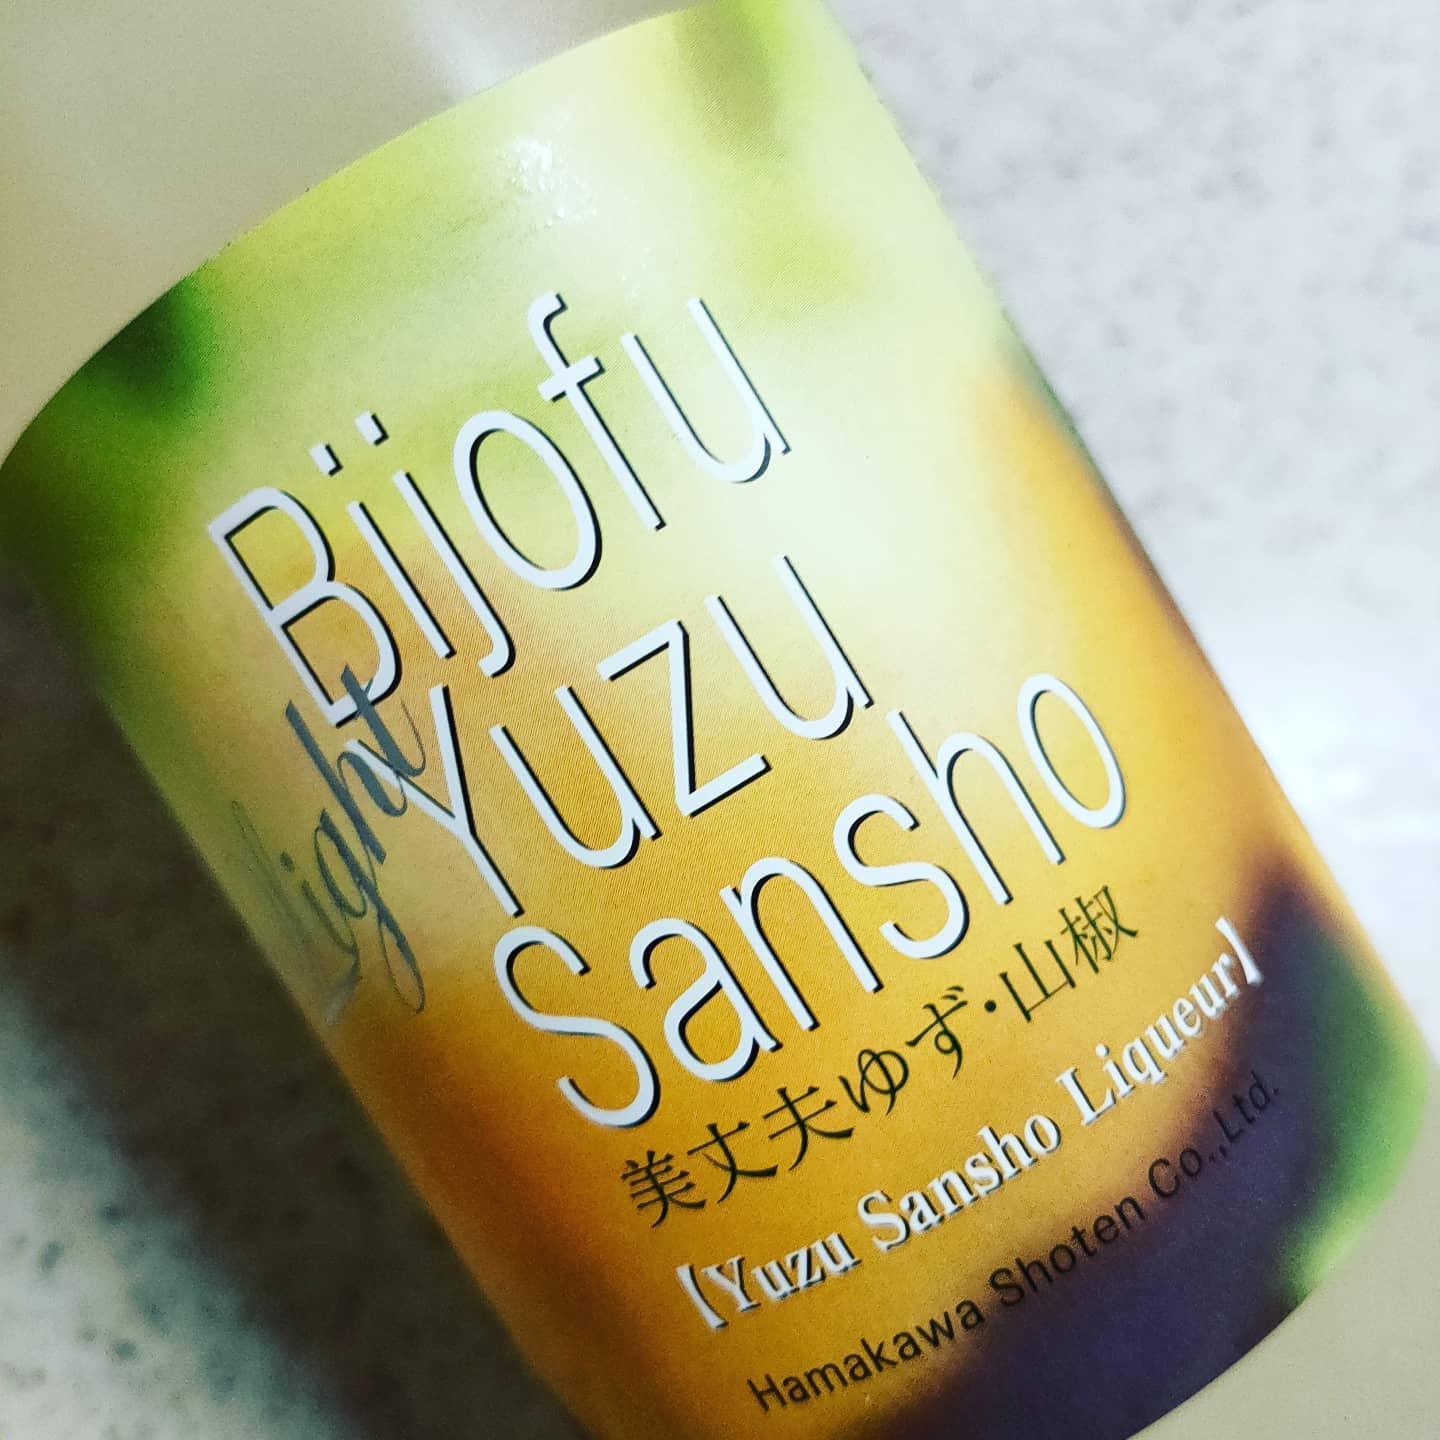 Bijofu
Light
Yuzu
Sansho
美丈夫ゆず・山椒
【Yuzu Sansho Liqueur】
Hamakawa Shoten Co.,Ltd.